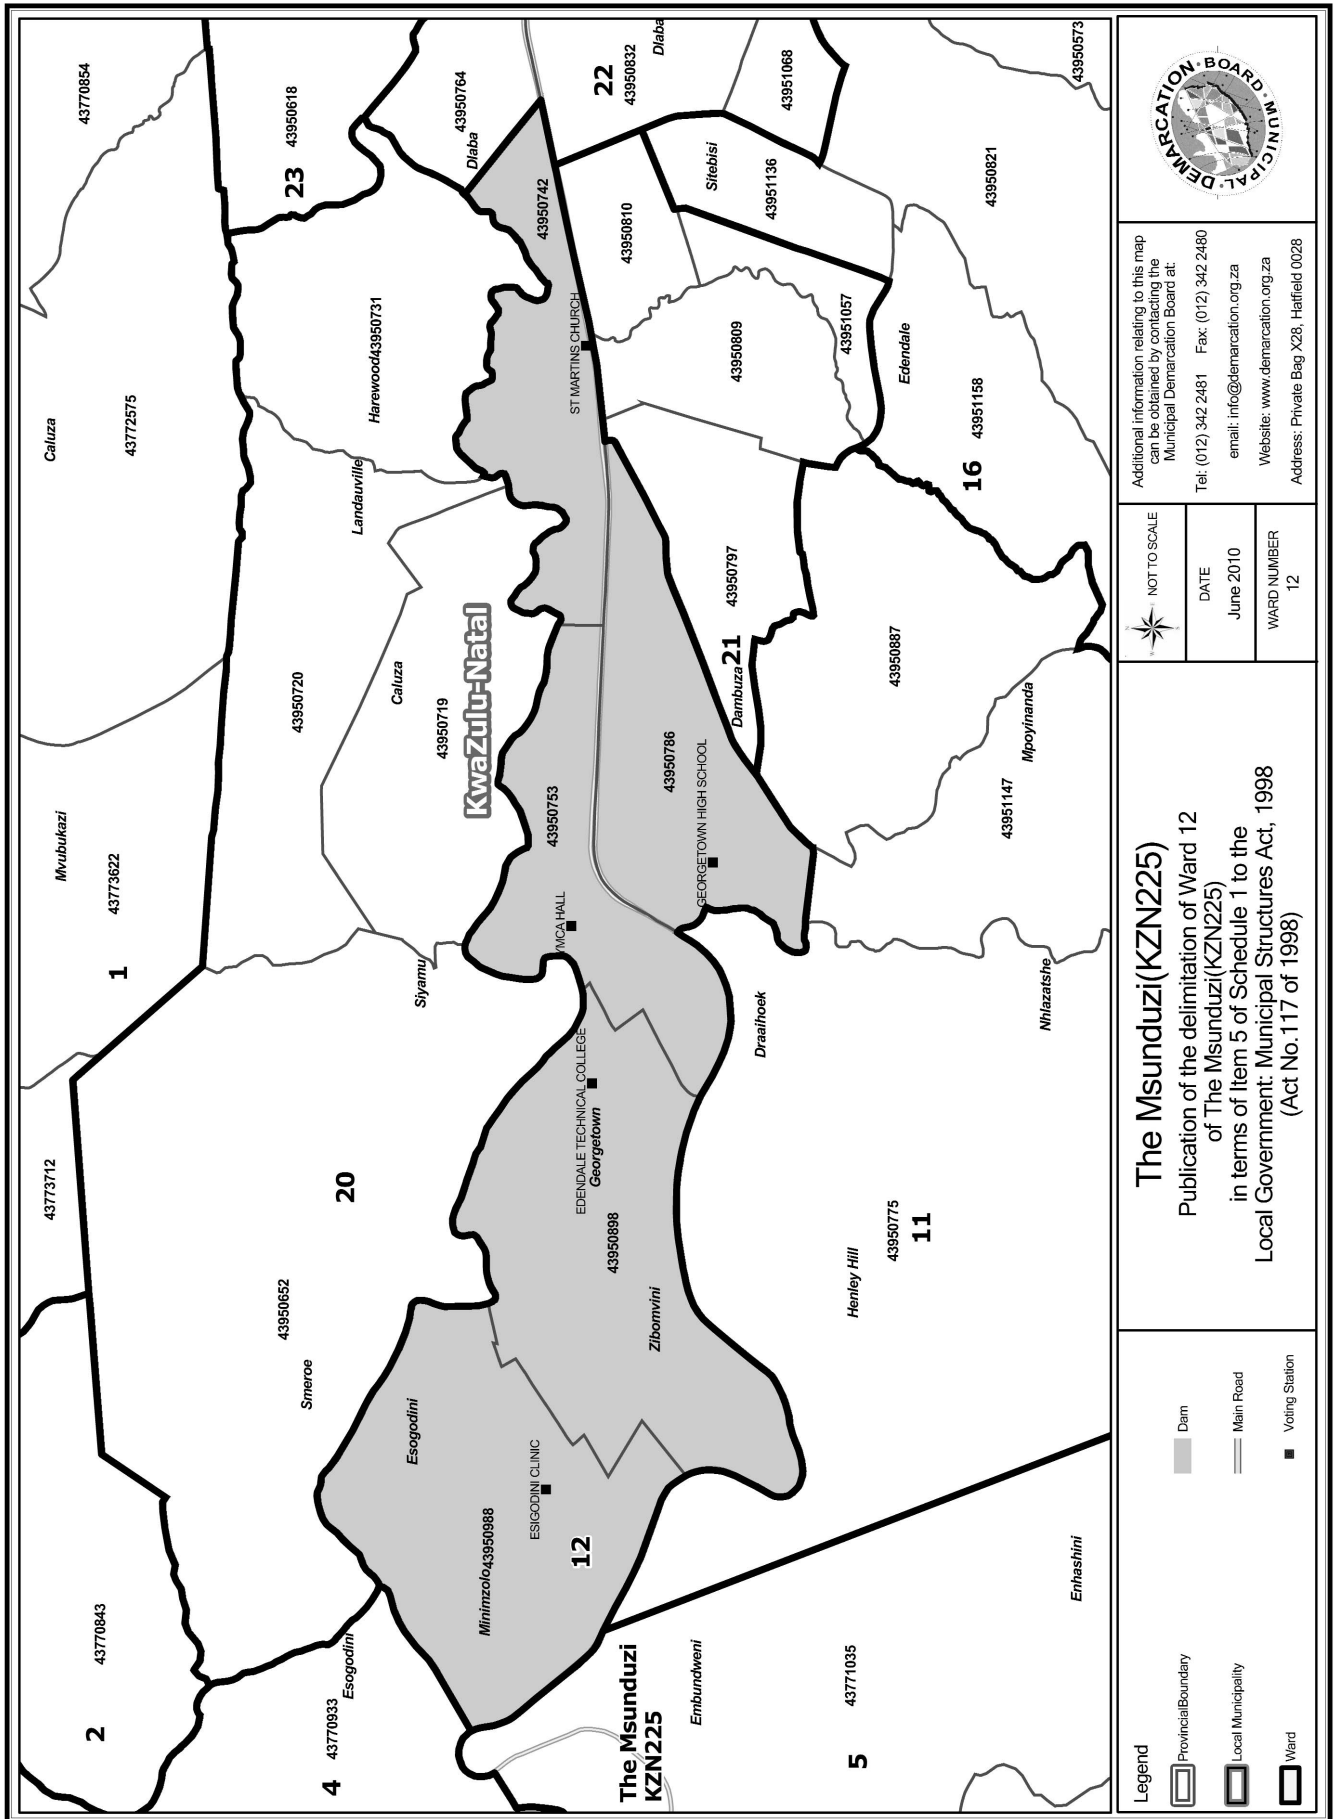 2
43770843
43773712
1
43773622
Mvubukazi
43772575
Caluza
43770854
4
43770933
Esogodini
Smeroe
43950652
20
Siyamu
43950720
Caluza
43950719
Landauville
Harewood43950731
23
43950618
43950764
Dlaba
KwaZulu-Natal
Esogodini
Minimzolo43950988
ESIGODINI CLINIC
12
EDENDALE TECHNICAL COLLEGE
Georgetown
43950898
Zibomvini
YMCA HALL
43950753
43950786
GEORGETOWN HIGH SCHOOL
ST MARTINS CHURCH
43950742
22
43950832
Dlaba
43950810
Sitebisi
43951068
43951136
43950809
43951057
43950797
21
Dambuza
Edendale
43950821
43950573
43951158
16
43950887
Mpoyinanda
43951147
Nhlazatshe
Draaihoek
11
43950775
Henley Hill
The Msunduzi
KZN225
Embundweni
5
43771035
Enhashini
Legend
ProvincialBoundary
Local Municipality
Ward
Dam
Main Road
Voting Station
The Msunduzi(KZN225)
Publication of the delimitation of Ward 12
of The Msunduzi(KZN225)
in terms of Item 5 of Schedule 1 to the
Local Government: Municipal Structures Act, 1998
(Act No.117 of 1998)
N
NOT TO SCALE
DATE
June 2010
WARD NUMBER
12
Additional information relating to this map
can be obtained by contacting the
Municipal Demarcation Board at:
Tel: (012) 342 2481 Fax: (012) 342 2480
email: info@demarcation.org.za
Website: www.demarcation.org.za
Address: Private Bag X28, Hatfield 0028
MUNICIPAL DEMARCATION BOARD